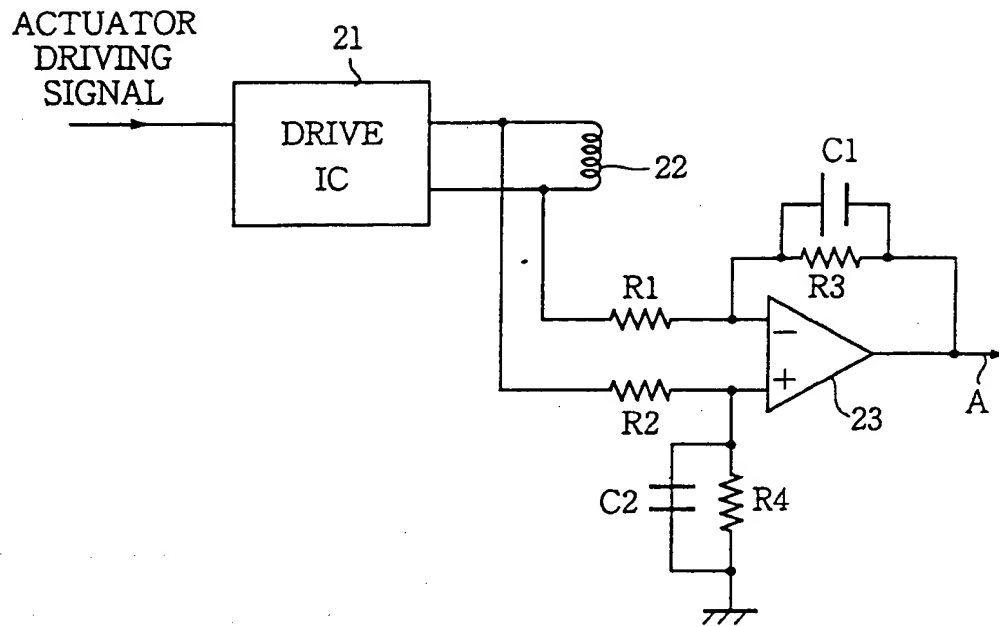 ACTUATOR
DRIVING
SIGNAL
21
DRIVE
IC
22
C1
R3
R1
R2
−
+
23
A
C2
R4